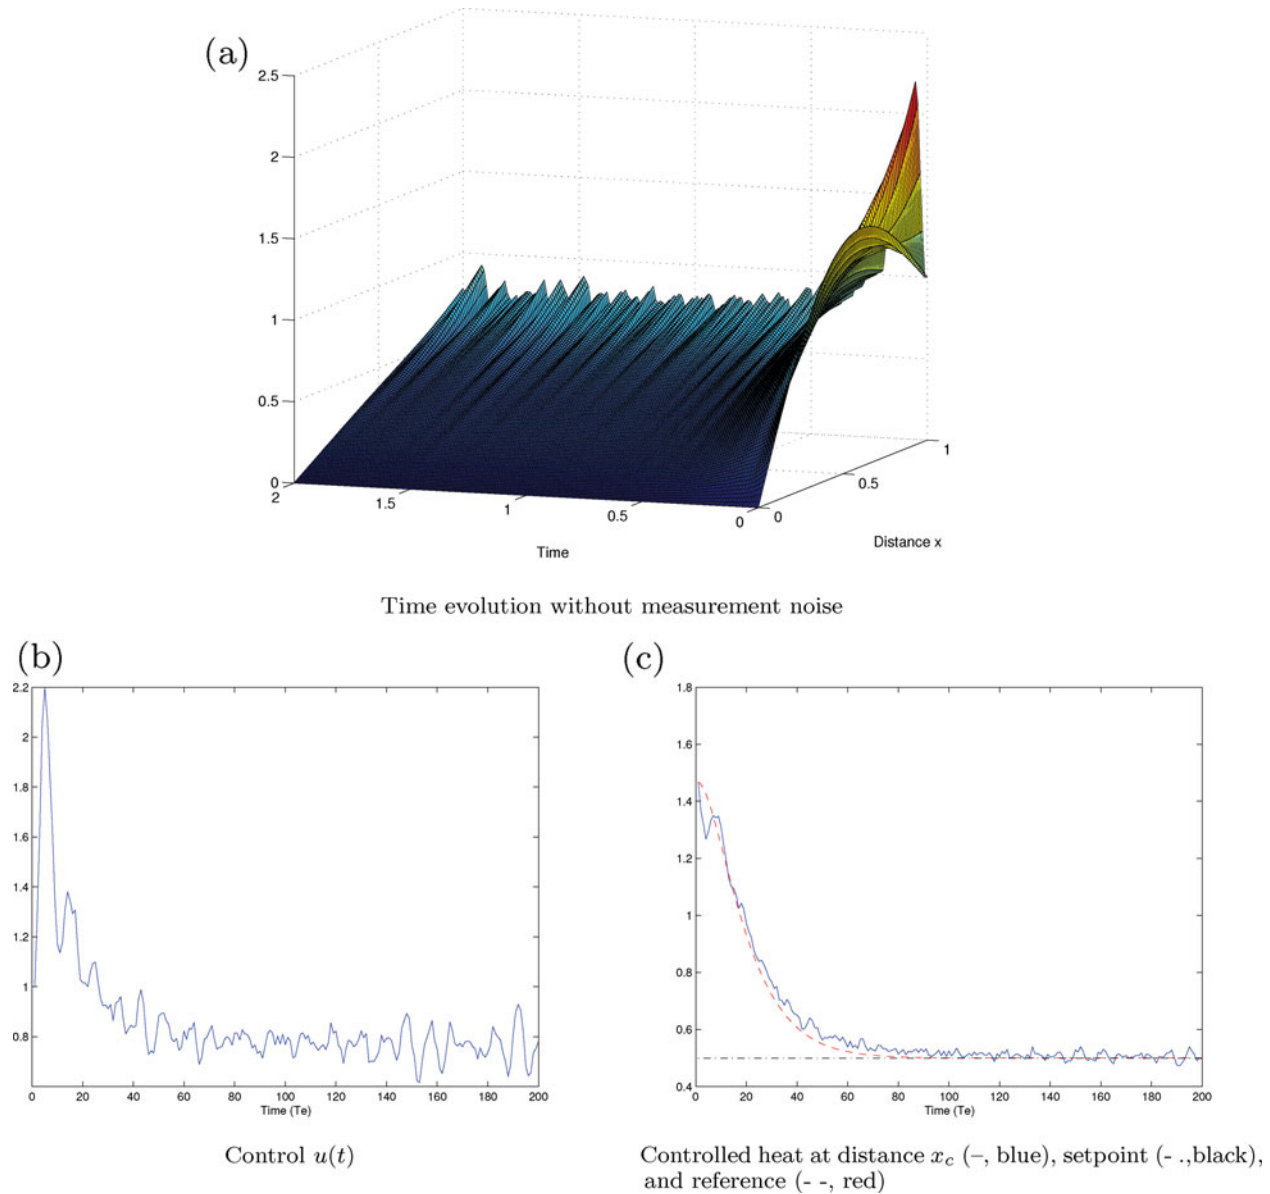 (a)
2.5
2
1.5
1
0.5
0
2
1.5
1
0.5
0
0
0.5
1
Time
Distance x
Time evolution without measurement noise
(b)
2.2
2
1.8
1.6
1.4
1.2
1
0.8
0 20 40 60 80 100 120 140 160 180 200
Time (Te)
Control u(t)
(c)
1.8
1.6
1.4
1.2
1
0.8
0.6
0.4
0 20 40 60 80 100 120 140 160 180 200
Time (Te)
Controlled heat at distance x_c (–, blue), setpoint (- .,black),
and reference (- -, red)